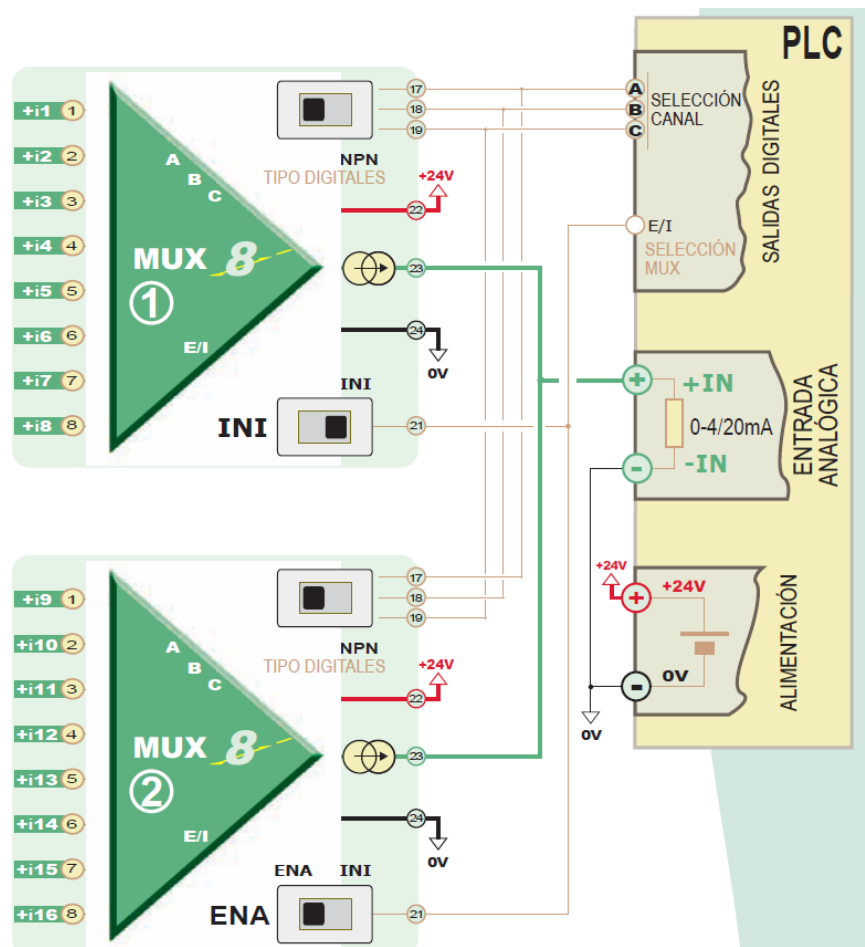 PLC
+i1 1
+i2 2
+i3 3
+i4 4
+i5 5
+i6 6
+i7 7
+i8 8
A
B
C
MUX 8
1
E/I
17
18
19
NPN
TIPO DIGITALES
+24V
22
23
24
0V
INI
INI
21
A
B
C
SELECCIÓN
CANAL
E/I
SELECCIÓN
MUX
SALIDAS DIGITALES
+
+IN
0-4/20mA
-
-IN
ENTRADA
ANALÓGICA
+24V
+
+24V
-
0V
0V
ALIMENTACIÓN
+i9 1
+i10 2
+i11 3
+i12 4
+i13 5
+i14 6
+i15 7
+i16 8
A
B
C
MUX 8
2
E/I
17
18
19
NPN
TIPO DIGITALES
+24V
22
23
24
0V
ENA INI
ENA
21